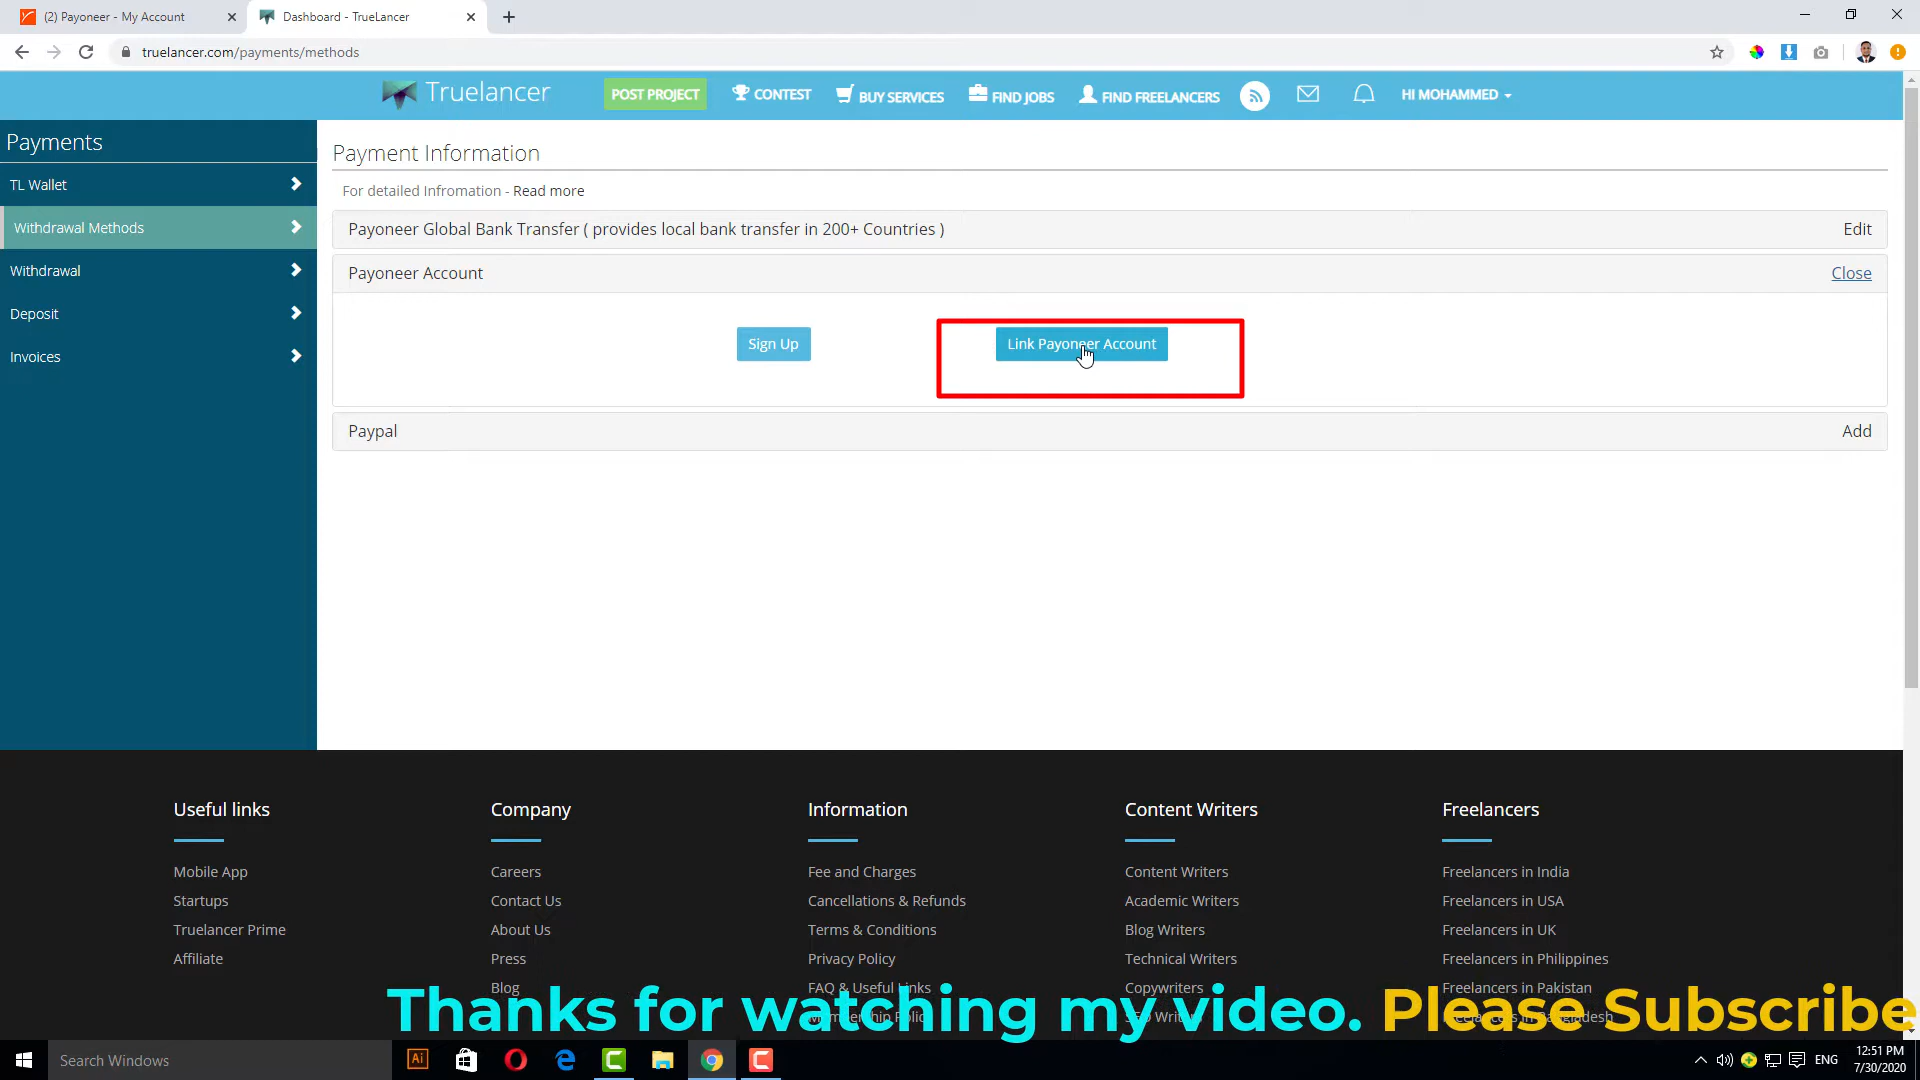 (2) Payoneer - My Account
Dashboard - TrueLancer
truelancer.com/payments/methods
Truelancer
POST PROJECT
CONTEST
BUY SERVICES
FIND JOBS
FIND FREELANCERS
HI MOHAMMED
Payments
TL Wallet
Withdrawal Methods
Withdrawal
Deposit
Invoices
Payment Information
For detailed Infromation - Read more
Payoneer Global Bank Transfer ( provides local bank transfer in 200+ Countries )
Edit
Payoneer Account
Close
Sign Up
Link Payoneer Account
Paypal
Add
Useful links
Mobile App
Startups
Truelancer Prime
Affiliate
Company
Careers
Contact Us
About Us
Press
Blog
Information
Fee and Charges
Cancellations & Refunds
Terms & Conditions
Privacy Policy
FAQ & Useful Links
Content Writers
Content Writers
Academic Writers
Blog Writers
Technical Writers
Copywriters
Freelancers
Freelancers in India
Freelancers in USA
Freelancers in UK
Freelancers in Philippines
Freelancers in Pakistan
Thanks for watching my video. Please Subscribe
Search Windows
Ai
ENG
12:51 PM
7/30/2020